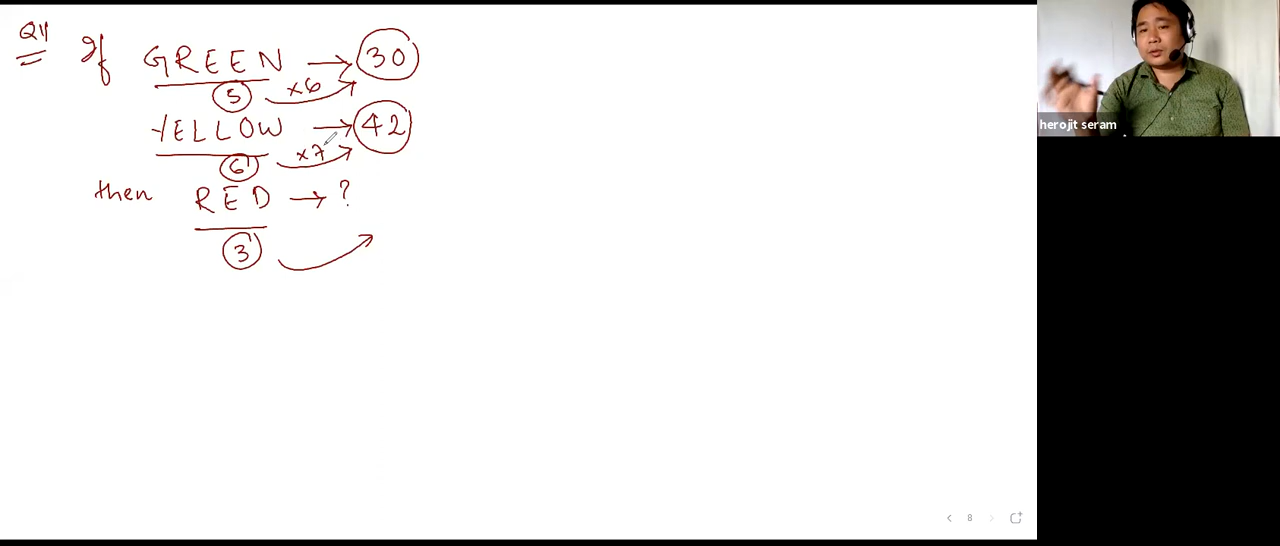 Q11 If GREEN → 30
5 ×6
YELLOW → 42
6 ×7
then RED → ?
3
herojit seram
8